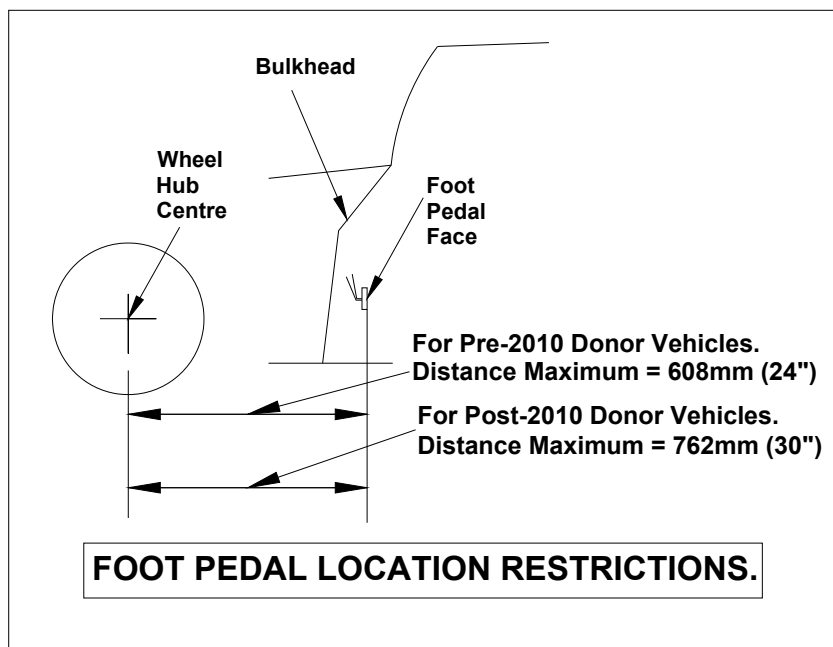 Bulkhead
Wheel
Hub
Centre
Foot
Pedal
Face
For Pre-2010 Donor Vehicles.
Distance Maximum = 608mm (24")
For Post-2010 Donor Vehicles.
Distance Maximum = 762mm (30")
FOOT PEDAL LOCATION RESTRICTIONS.